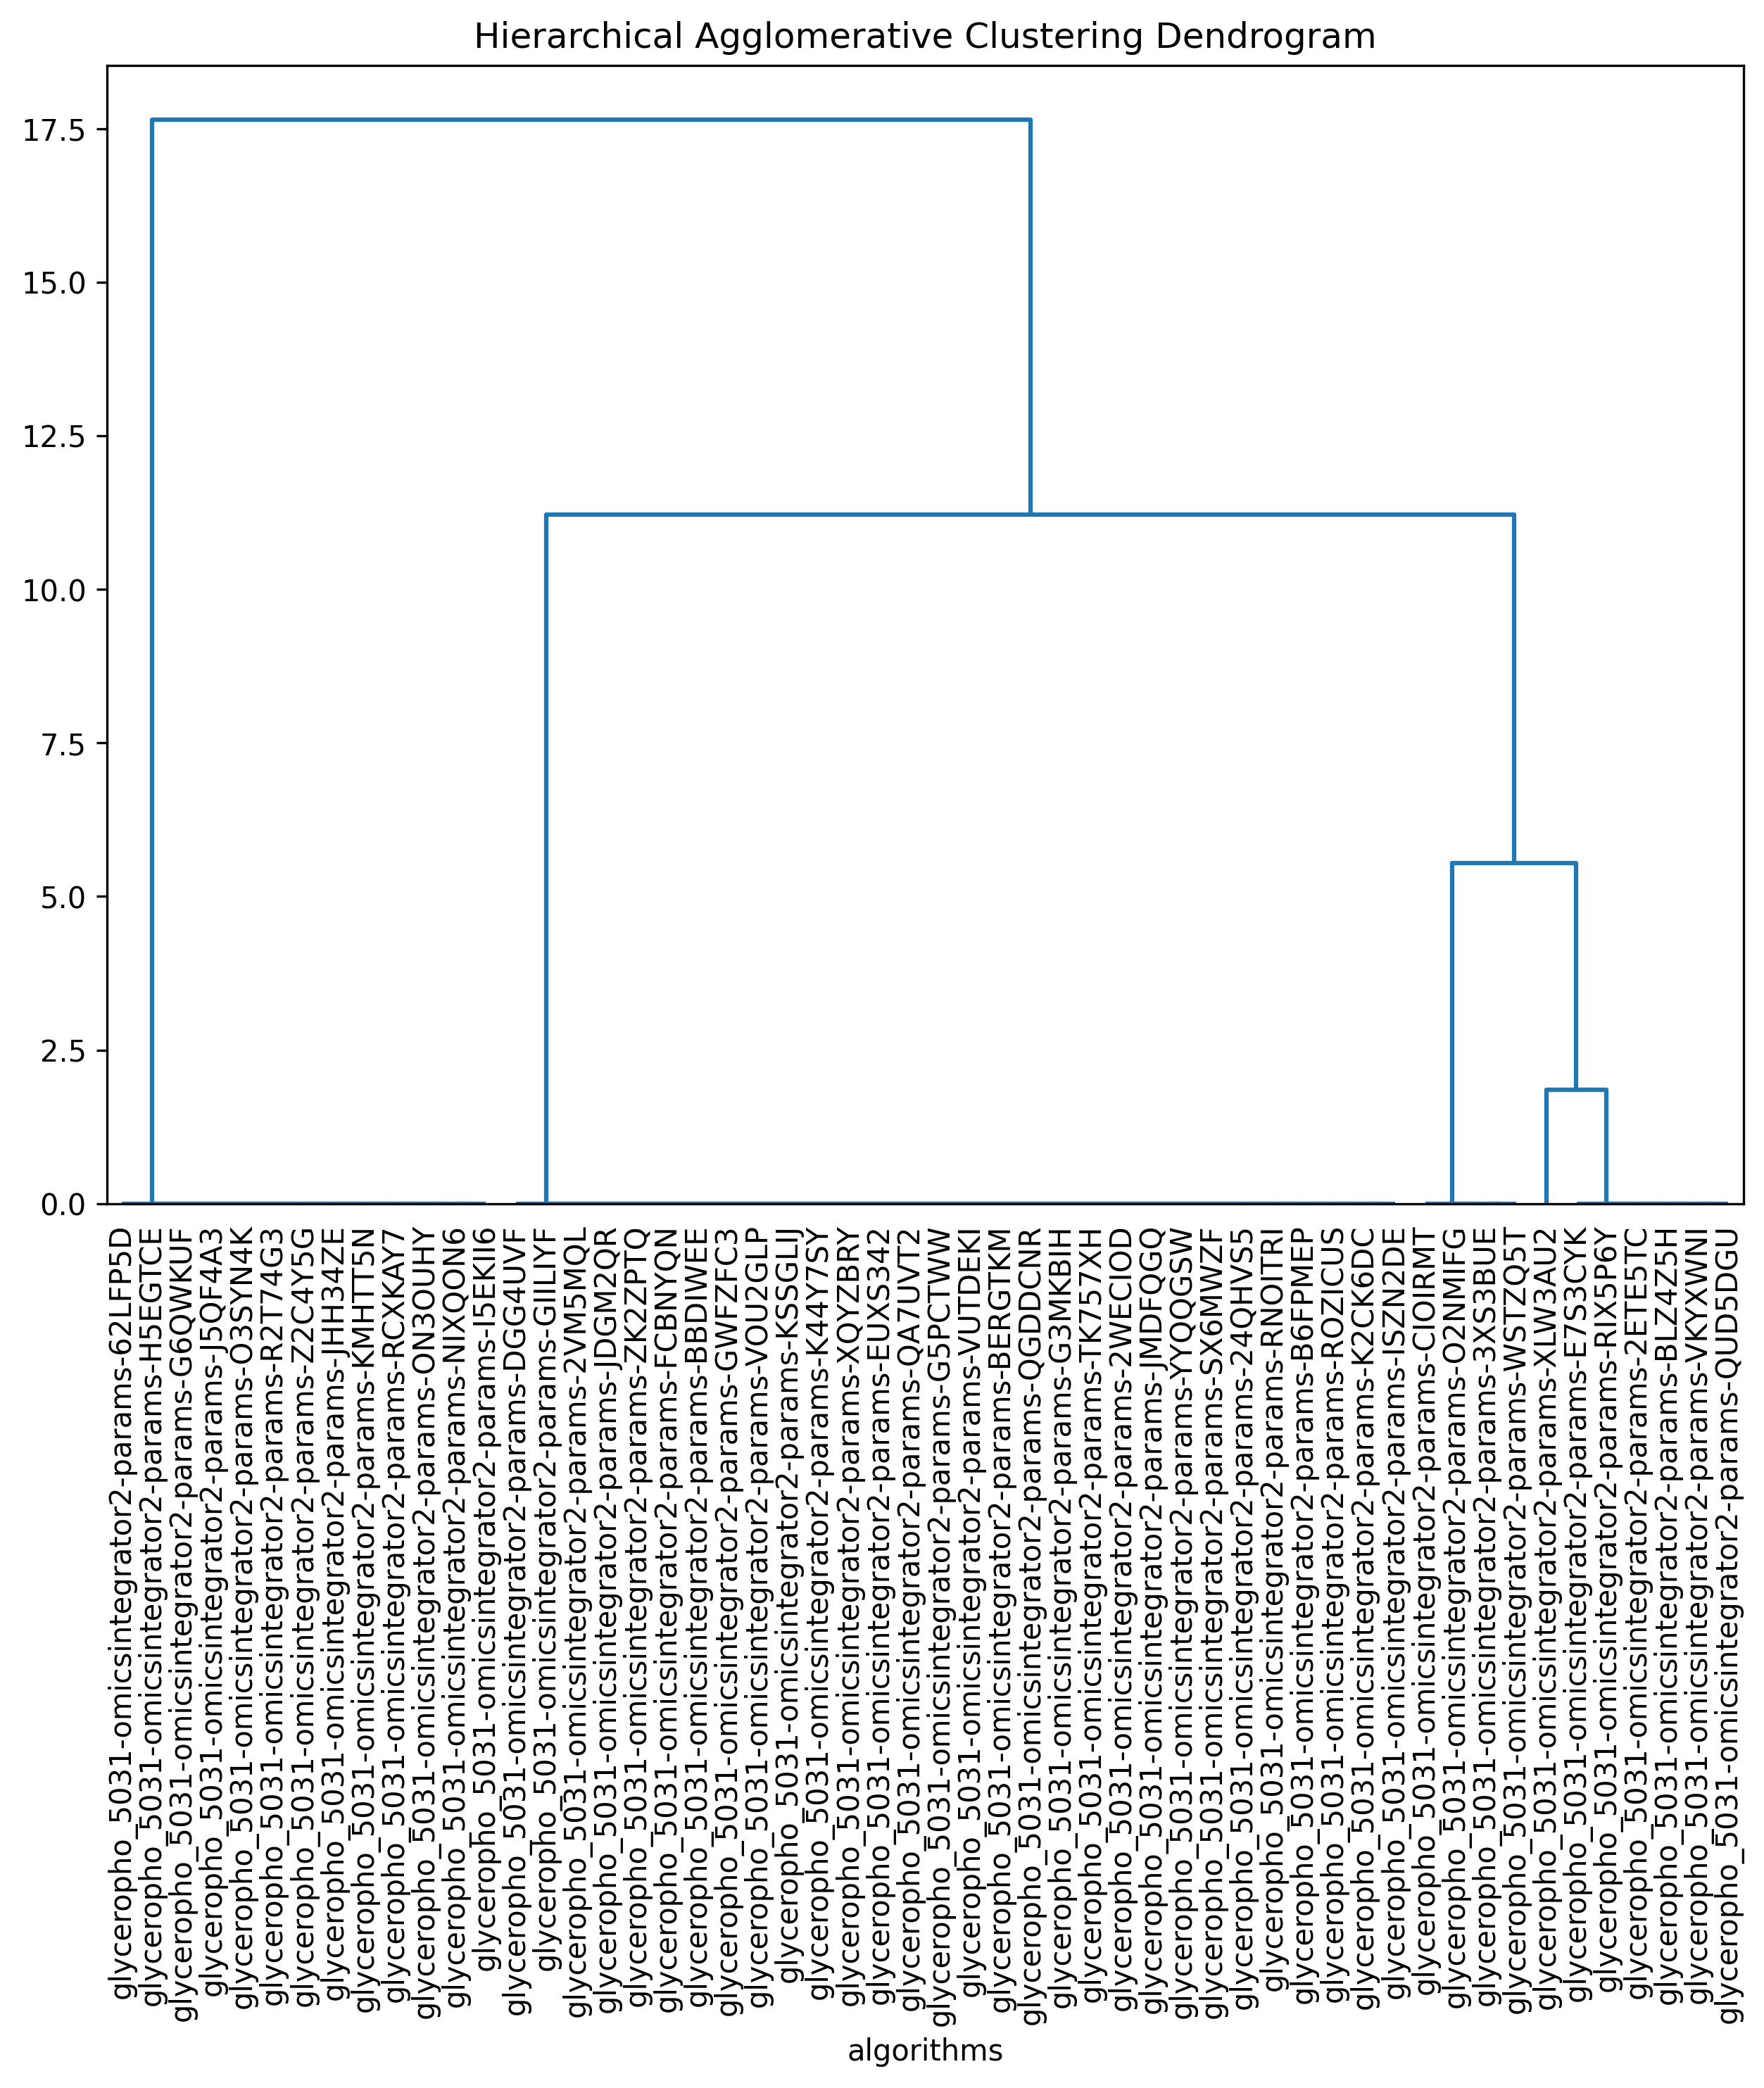 Hierarchical Agglomerative Clustering Dendrogram
17.5
15.0
12.5
10.0
7.5
5.0
2.5
0.0
glyceropho_5031-omicsintegrator2-params-62LFP5D
glyceropho_5031-omicsintegrator2-params-H5EGTCE
glyceropho_5031-omicsintegrator2-params-G6QWKUF
glyceropho_5031-omicsintegrator2-params-J5QF4A3
glyceropho_5031-omicsintegrator2-params-O3SYN4K
glyceropho_5031-omicsintegrator2-params-R2T74G3
glyceropho_5031-omicsintegrator2-params-Z2C4Y5G
glyceropho_5031-omicsintegrator2-params-JHH34ZE
glyceropho_5031-omicsintegrator2-params-KMHTT5N
glyceropho_5031-omicsintegrator2-params-RCXKAY7
glyceropho_5031-omicsintegrator2-params-ON3OUHY
glyceropho_5031-omicsintegrator2-params-NIXQON6
glyceropho_5031-omicsintegrator2-params-I5EKII6
glyceropho_5031-omicsintegrator2-params-DGG4UVF
glyceropho_5031-omicsintegrator2-params-GIILIYF
glyceropho_5031-omicsintegrator2-params-2VM5MQL
glyceropho_5031-omicsintegrator2-params-JDGM2QR
glyceropho_5031-omicsintegrator2-params-ZK2ZPTQ
glyceropho_5031-omicsintegrator2-params-FCBNYQN
glyceropho_5031-omicsintegrator2-params-BBDIWEE
glyceropho_5031-omicsintegrator2-params-GWFZFC3
glyceropho_5031-omicsintegrator2-params-VOU2GLP
glyceropho_5031-omicsintegrator2-params-KSSGLIJ
glyceropho_5031-omicsintegrator2-params-K44Y7SY
glyceropho_5031-omicsintegrator2-params-XQYZBRY
glyceropho_5031-omicsintegrator2-params-EUXS342
glyceropho_5031-omicsintegrator2-params-QA7UVT2
glyceropho_5031-omicsintegrator2-params-G5PCTWW
glyceropho_5031-omicsintegrator2-params-VUTDEKI
glyceropho_5031-omicsintegrator2-params-BERGTKM
glyceropho_5031-omicsintegrator2-params-QGDDCNR
glyceropho_5031-omicsintegrator2-params-G3MKBIH
glyceropho_5031-omicsintegrator2-params-TK757XH
glyceropho_5031-omicsintegrator2-params-2WECIOD
glyceropho_5031-omicsintegrator2-params-JMDFQGQ
glyceropho_5031-omicsintegrator2-params-YYQQGSW
glyceropho_5031-omicsintegrator2-params-SX6MWZF
glyceropho_5031-omicsintegrator2-params-24QHVS5
glyceropho_5031-omicsintegrator2-params-RNOITRI
glyceropho_5031-omicsintegrator2-params-B6FPMEP
glyceropho_5031-omicsintegrator2-params-ROZICUS
glyceropho_5031-omicsintegrator2-params-K2CK6DC
glyceropho_5031-omicsintegrator2-params-ISZN2DE
glyceropho_5031-omicsintegrator2-params-CIOIRMT
glyceropho_5031-omicsintegrator2-params-O2NMIFG
glyceropho_5031-omicsintegrator2-params-3XS3BUE
glyceropho_5031-omicsintegrator2-params-WSTZQ5T
glyceropho_5031-omicsintegrator2-params-XLW3AU2
glyceropho_5031-omicsintegrator2-params-E7S3CYK
glyceropho_5031-omicsintegrator2-params-RIX5P6Y
glyceropho_5031-omicsintegrator2-params-2ETE5TC
glyceropho_5031-omicsintegrator2-params-BLZ4Z5H
glyceropho_5031-omicsintegrator2-params-VKYXWNI
glyceropho_5031-omicsintegrator2-params-QUD5DGU
algorithms